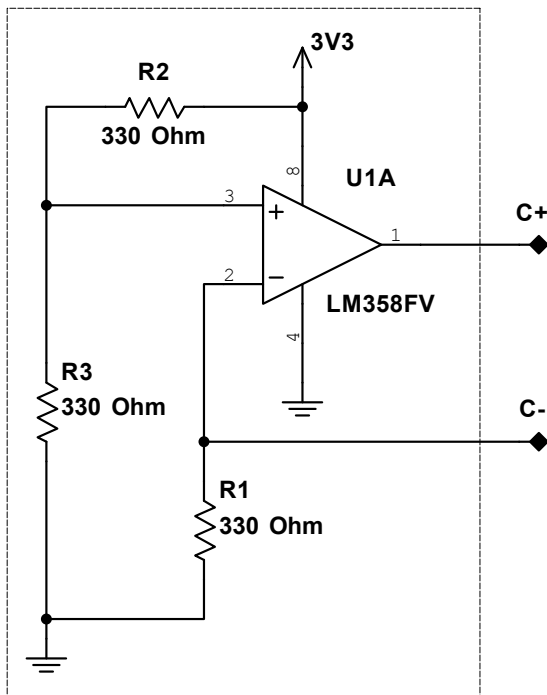 3V3
R2
330 Ohm
8
U1A
3
+
1
C+
2
−
LM358FV
4
R3
330 Ohm
C-
R1
330 Ohm